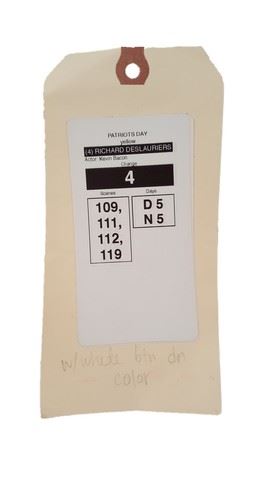 PATRIOTS DAY
yellow
(4) RICHARD DESLAURIERS
Actor: Kevin Bacon
Change
4
Scenes Days
109, D 5
111, N 5
112,
119
w/ whole btn dn
color